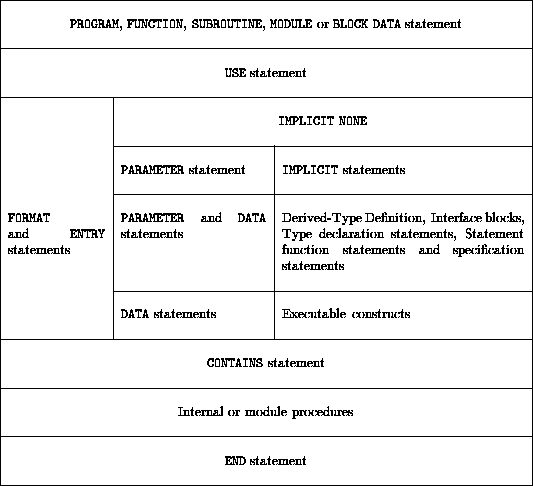 PROGRAM, FUNCTION, SUBROUTINE, MODULE or BLOCK DATA statement
USE statement
FORMAT
and ENTRY
statements
IMPLICIT NONE
PARAMETER statement
IMPLICIT statements
PARAMETER and DATA
statements
Derived-Type Definition, Interface blocks,
Type declaration statements, Statement
function statements and specification
statements
DATA statements
Executable constructs
CONTAINS statement
Internal or module procedures
END statement